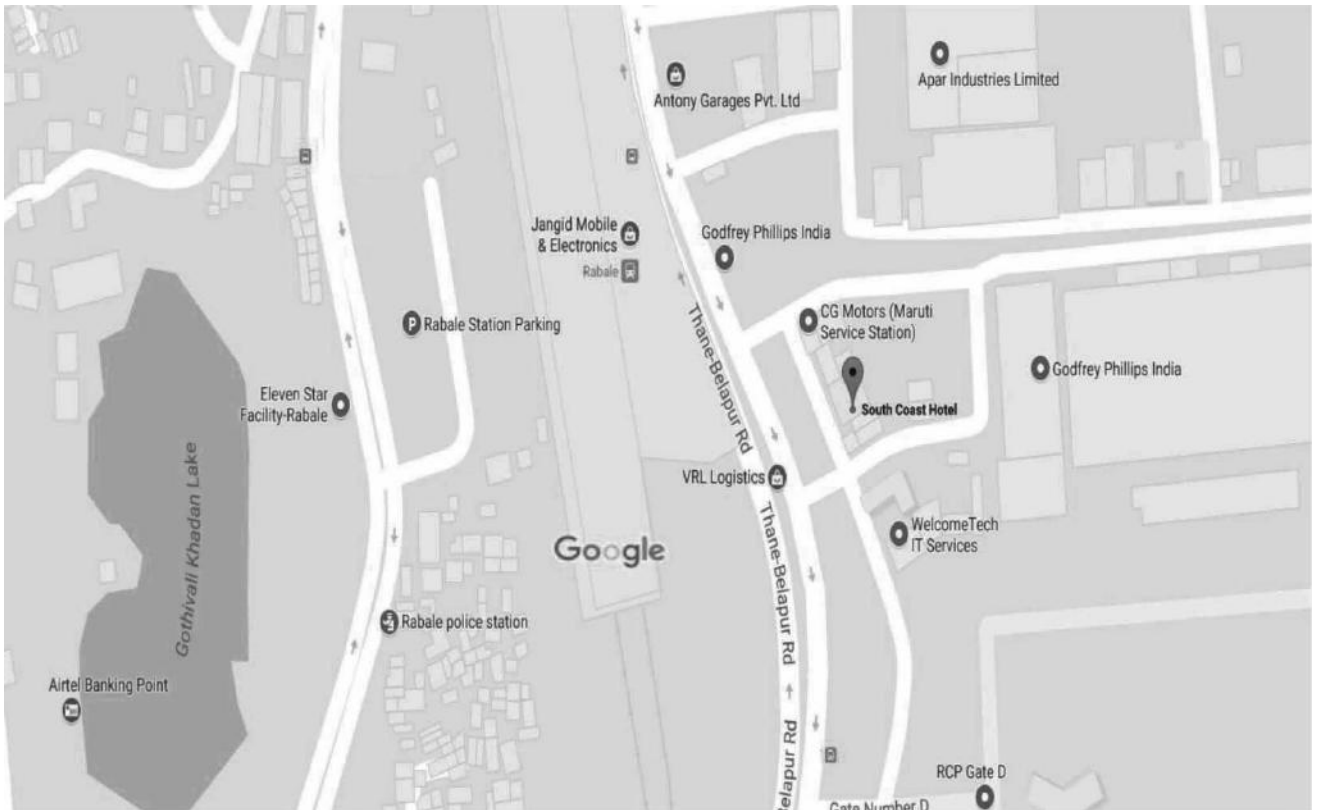 Apar Industries Limited
Antony Garages Pvt. Ltd
Jangid Mobile
& Electronics
Rabale
Godfrey Phillips India
CG Motors (Maruti
Service Station)
P
Rabale Station Parking
Thane-Belapur Rd
Godfrey Phillips India
Eleven Star
Facility-Rabale
South Coast Hotel
Gothivali Khadan Lake
VRL Logistics
Thane-Belapur Rd
WelcomeTech
IT Services
Google
Rabale police station
Airtel Banking Point
Belapur Rd
RCP Gate D
Gate Number D